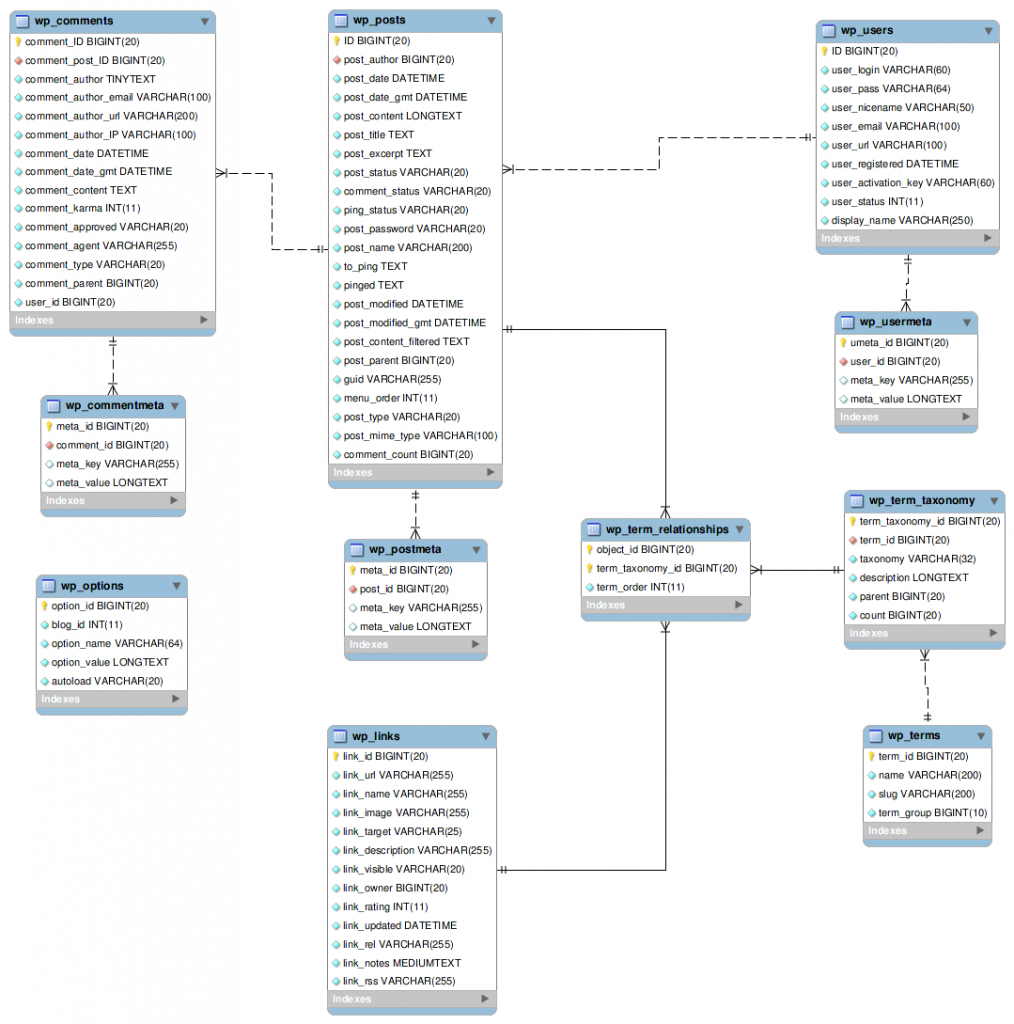 wp_comments
comment_ID BIGINT(20)
comment_post_ID BIGINT(20)
comment_author TINYTEXT
comment_author_email VARCHAR(100)
comment_author_url VARCHAR(200)
comment_author_IP VARCHAR(100)
comment_date DATETIME
comment_date_gmt DATETIME
comment_content TEXT
comment_karma INT(11)
comment_approved VARCHAR(20)
comment_agent VARCHAR(255)
comment_type VARCHAR(20)
comment_parent BIGINT(20)
user_id BIGINT(20)
Indexes
wp_posts
ID BIGINT(20)
post_author BIGINT(20)
post_date DATETIME
post_date_gmt DATETIME
post_content LONGTEXT
post_title TEXT
post_excerpt TEXT
post_status VARCHAR(20)
comment_status VARCHAR(20)
ping_status VARCHAR(20)
post_password VARCHAR(20)
post_name VARCHAR(200)
to_ping TEXT
pinged TEXT
post_modified DATETIME
post_modified_gmt DATETIME
post_content_filtered TEXT
post_parent BIGINT(20)
guid VARCHAR(255)
menu_order INT(11)
post_type VARCHAR(20)
post_mime_type VARCHAR(100)
comment_count BIGINT(20)
Indexes
wp_users
ID BIGINT(20)
user_login VARCHAR(60)
user_pass VARCHAR(64)
user_nicename VARCHAR(50)
user_email VARCHAR(100)
user_url VARCHAR(100)
user_registered DATETIME
user_activation_key VARCHAR(60)
user_status INT(11)
display_name VARCHAR(250)
Indexes
wp_usermeta
umeta_id BIGINT(20)
user_id BIGINT(20)
meta_key VARCHAR(255)
meta_value LONGTEXT
Indexes
wp_commentmeta
meta_id BIGINT(20)
comment_id BIGINT(20)
meta_key VARCHAR(255)
meta_value LONGTEXT
Indexes
wp_postmeta
meta_id BIGINT(20)
post_id BIGINT(20)
meta_key VARCHAR(255)
meta_value LONGTEXT
Indexes
wp_term_relationships
object_id BIGINT(20)
term_taxonomy_id BIGINT(20)
term_order INT(11)
Indexes
wp_term_taxonomy
term_taxonomy_id BIGINT(20)
term_id BIGINT(20)
taxonomy VARCHAR(32)
description LONGTEXT
parent BIGINT(20)
count BIGINT(20)
Indexes
wp_options
option_id BIGINT(20)
blog_id INT(11)
option_name VARCHAR(64)
option_value LONGTEXT
autoload VARCHAR(20)
Indexes
wp_links
link_id BIGINT(20)
link_url VARCHAR(255)
link_name VARCHAR(255)
link_image VARCHAR(255)
link_target VARCHAR(25)
link_description VARCHAR(255)
link_visible VARCHAR(20)
link_owner BIGINT(20)
link_rating INT(11)
link_updated DATETIME
link_rel VARCHAR(255)
link_notes MEDIUMTEXT
link_rss VARCHAR(255)
Indexes
wp_terms
term_id BIGINT(20)
name VARCHAR(200)
slug VARCHAR(200)
term_group BIGINT(10)
Indexes